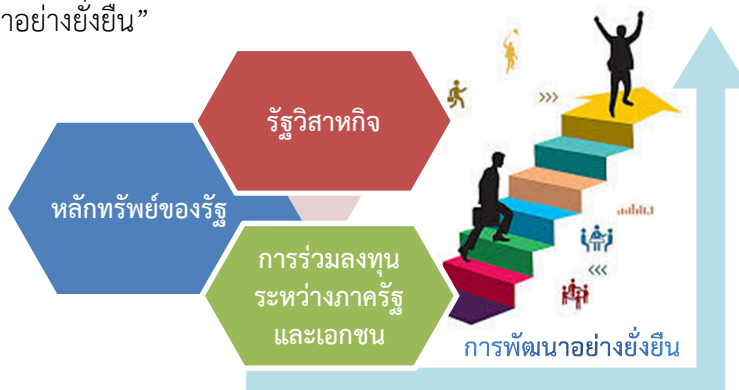 าอย่างยั่งยืน”
รัฐวิสาหกิจ
หลักทรัพย์ของรัฐ
การร่วมลงทุน
ระหว่างภาครัฐ
และเอกชน
>>>
<<<
การพัฒนาอย่างยั่งยืน